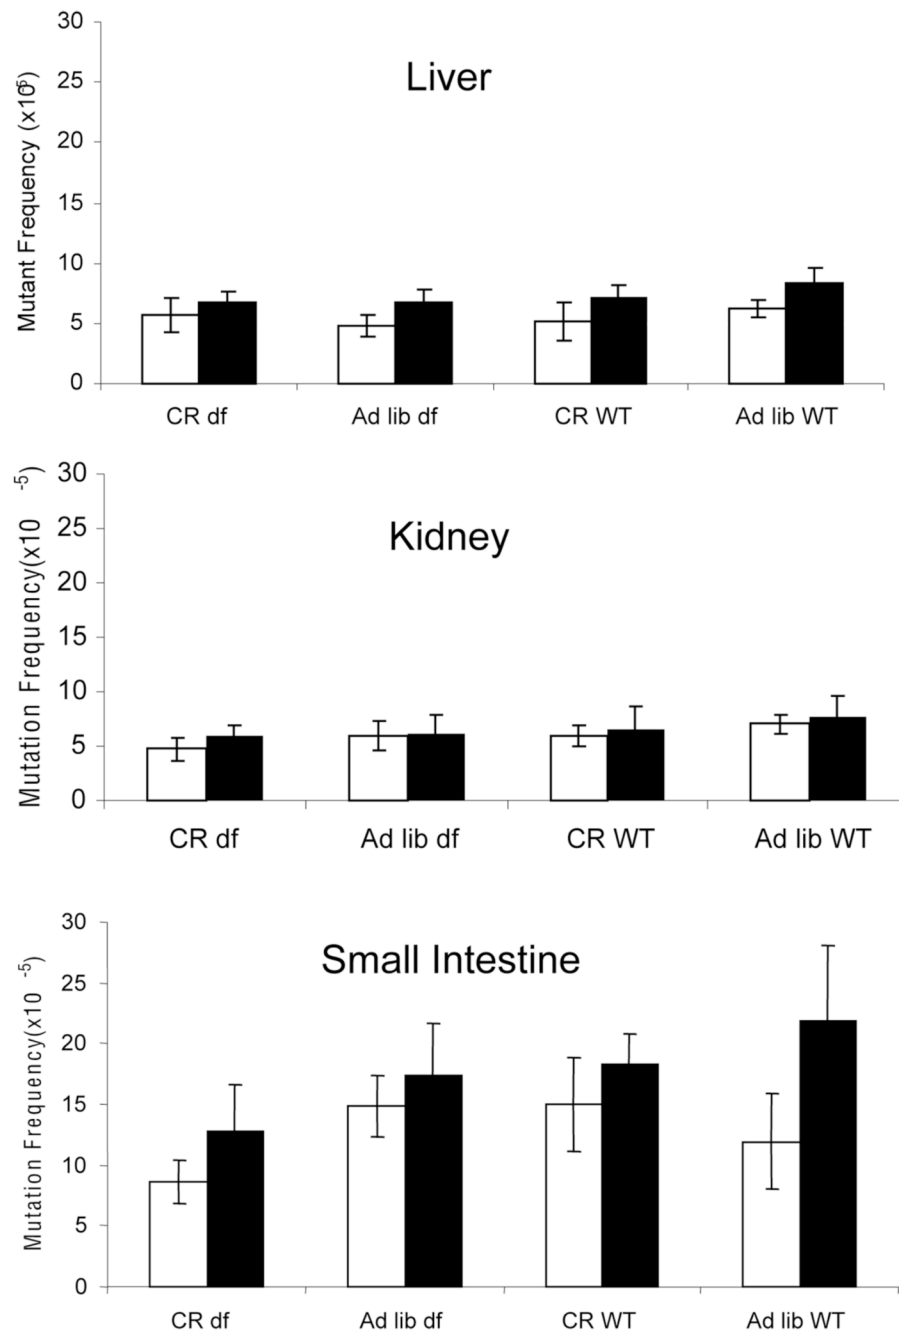 Liver
Mutant Frequency (x10⁻⁵)
30
25
20
15
10
5
0
CR df Ad lib df CR WT Ad lib WT
Kidney
Mutation Frequency(x10 -5)
30
25
20
15
10
5
0
CR df Ad lib df CR WT Ad lib WT
Small Intestine
Mutation Frequency(x10 -5)
30
25
20
15
10
5
0
CR df Ad lib df CR WT Ad lib WT